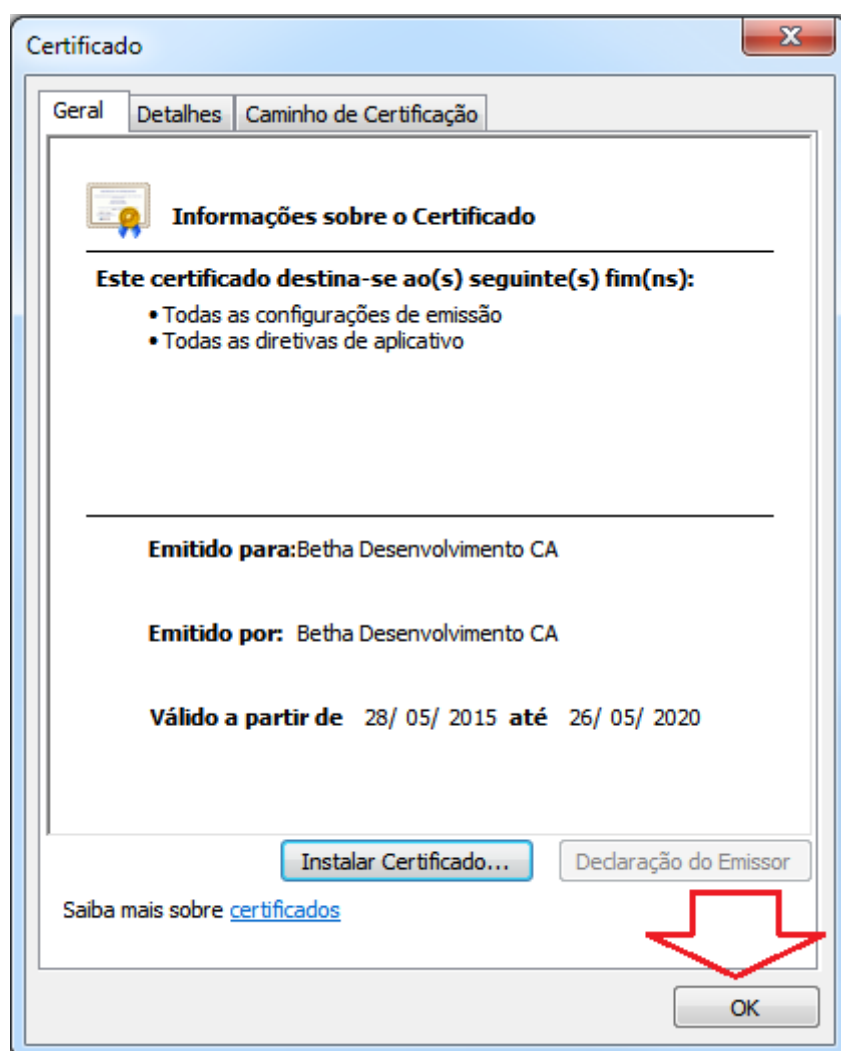 Certificado
Geral Detalhes Caminho de Certificação
Informações sobre o Certificado
Este certificado destina-se ao(s) seguinte(s) fim(ns):
• Todas as configurações de emissão
• Todas as diretivas de aplicativo
Emitido para:Betha Desenvolvimento CA
Emitido por: Betha Desenvolvimento CA
Válido a partir de 28/ 05/ 2015 até 26/ 05/ 2020
Instalar Certificado... Declaração do Emissor
Saiba mais sobre certificados
OK